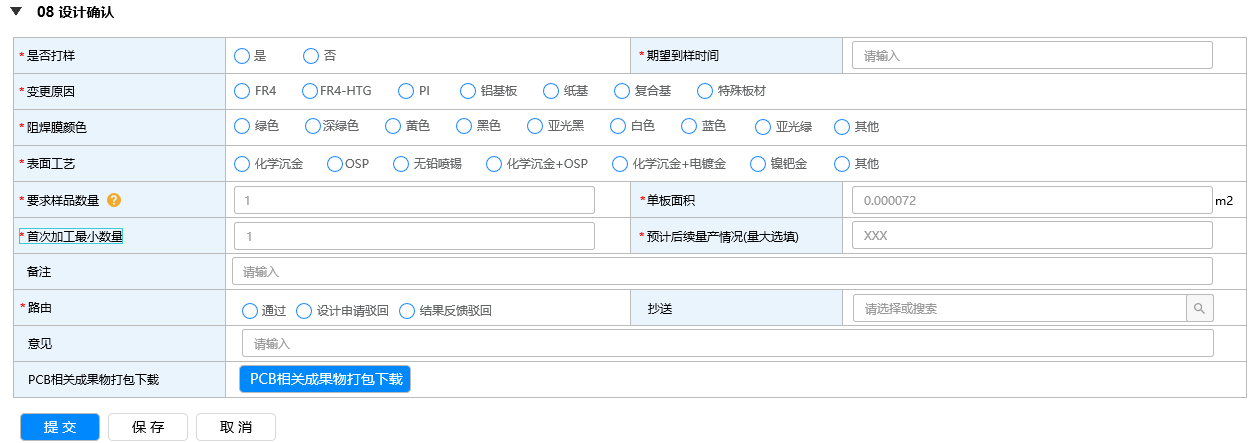 08 设计确认
* 是否打样 是 否 * 期望到样时间 请输入
* 变更原因 FR4 FR4-HTG PI 铝基板 纸基 复合基 特殊板材
* 阻焊膜颜色 绿色 深绿色 黄色 黑色 亚光黑 白色 蓝色 亚光绿 其他
* 表面工艺 化学沉金 OSP 无铅喷锡 化学沉金+OSP 化学沉金+电镀金 镍钯金 其他
* 要求样品数量 ? 1 * 单板面积 0.000072 m2
* 首次加工最小数量 1 * 预计后续量产情况(量大选填) XXX
备注 请输入
* 路由 通过 设计申请驳回 结果反馈驳回 抄送 请选择或搜索
意见 请输入
PCB相关成果物打包下载 PCB相关成果物打包下载
提 交 保 存 取 消